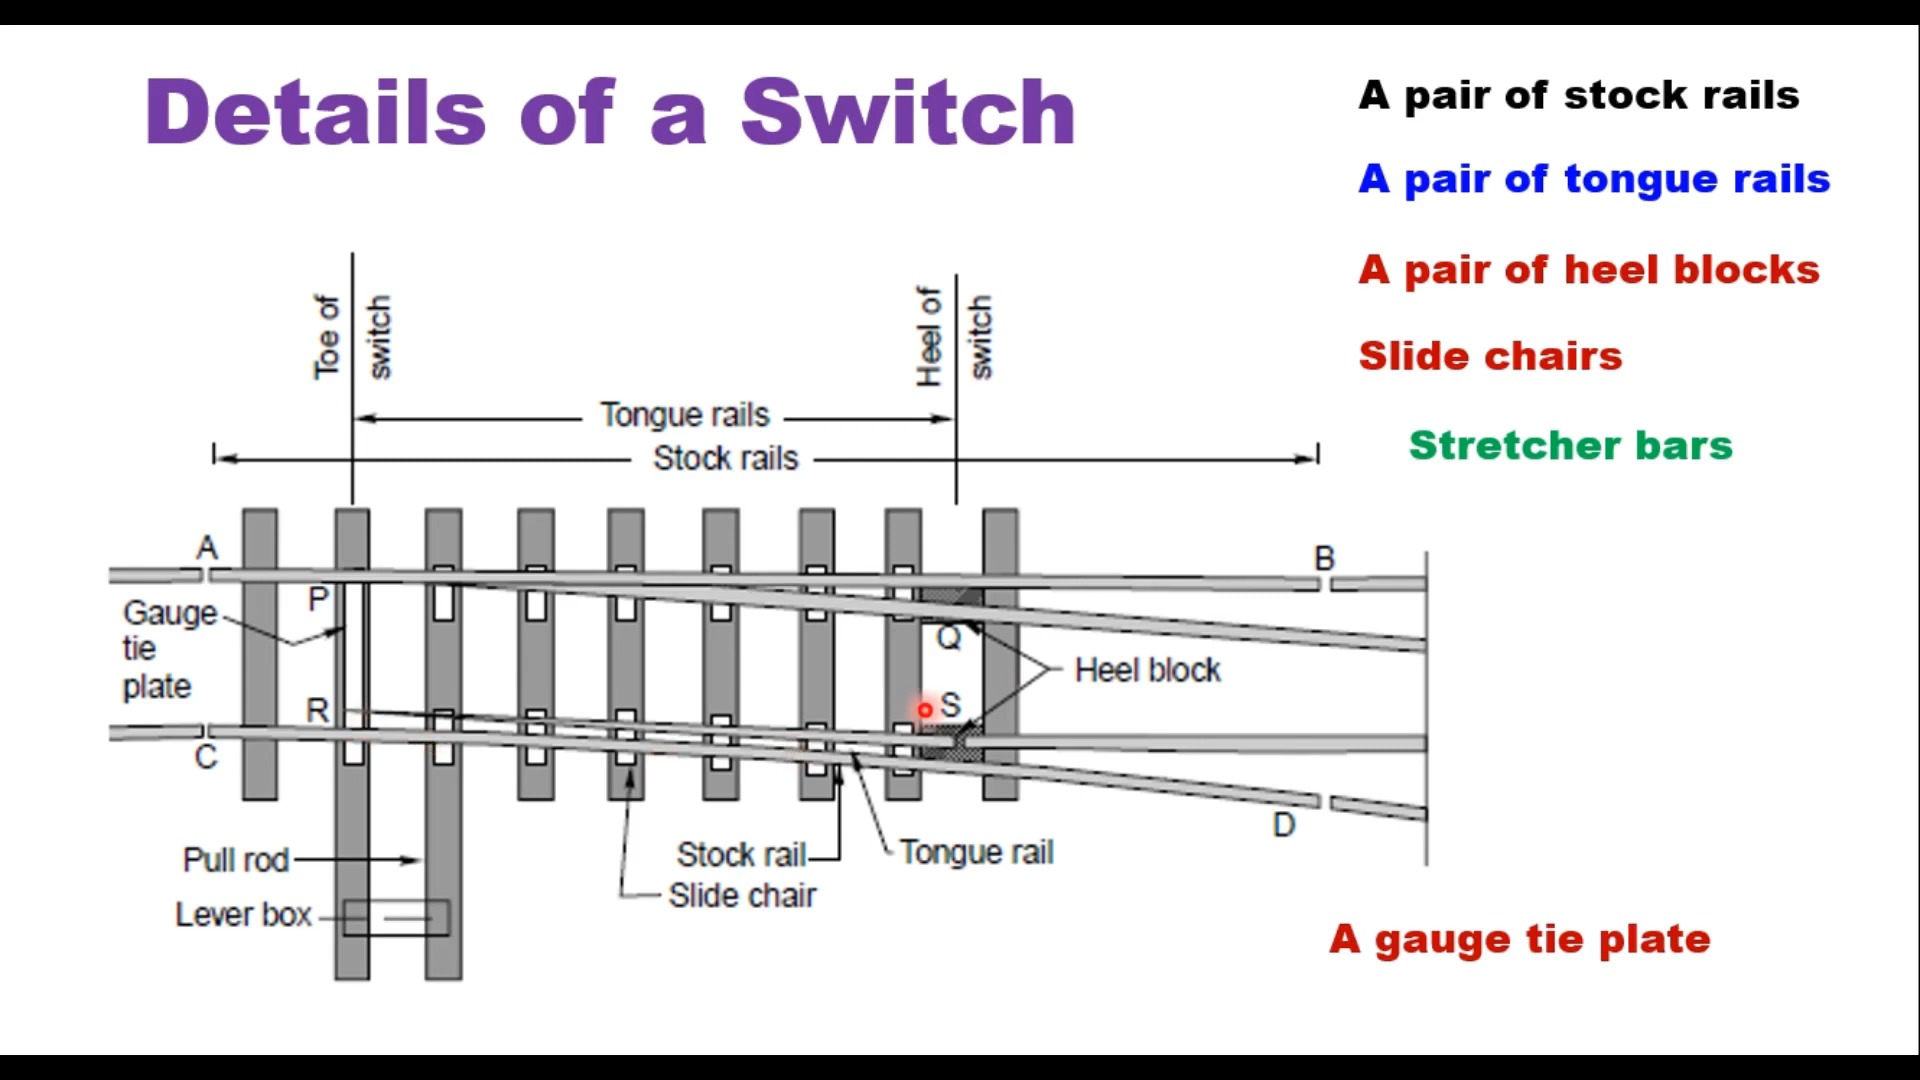 Details of a Switch
A pair of stock rails
A pair of tongue rails
A pair of heel blocks
Slide chairs
Stretcher bars
Toe of
switch
Heel of
switch
Tongue rails
Stock rails
A
B
P
Gauge
tie
plate
Q
Heel block
R
S
C
D
Pull rod
Stock rail
Tongue rail
Slide chair
Lever box
A gauge tie plate